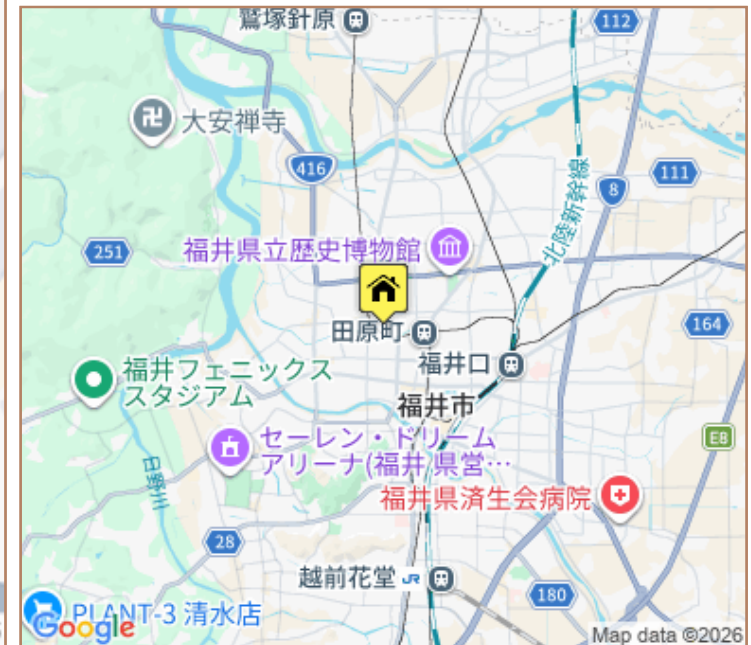 鷲塚針原
112
卍 大安禅寺
416
111
8
北陸新幹線
251
福井県立歴史博物館
田原町
164
福井口
福井フェニックス
スタジアム
福井市
E8
セーレン・ドリーム
アリーナ(福井 県営…
日野川
福井県済生会病院
28
越前花堂 JR
180
PLANT-3 清水店
Google
Map data ©2026